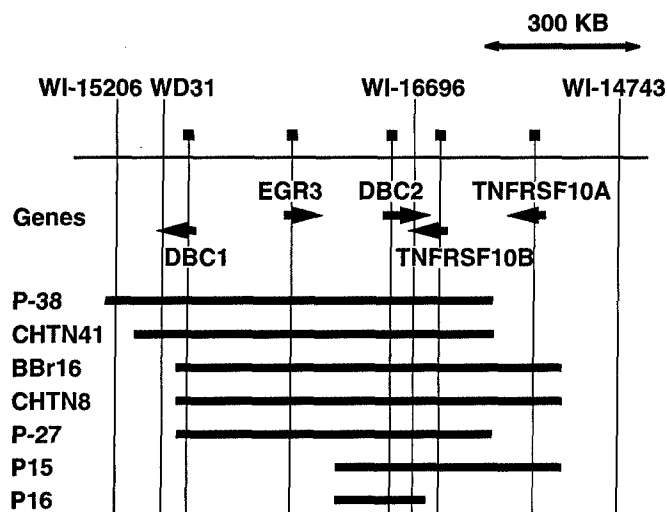 300 KB
WI-15206 WD31 WI-16696 WI-14743
EGR3 DBC2 TNFRSF10A
Genes
DBC1 TNFRSF10B
P-38
CHTN41
BBr16
CHTN8
P-27
P15
P16